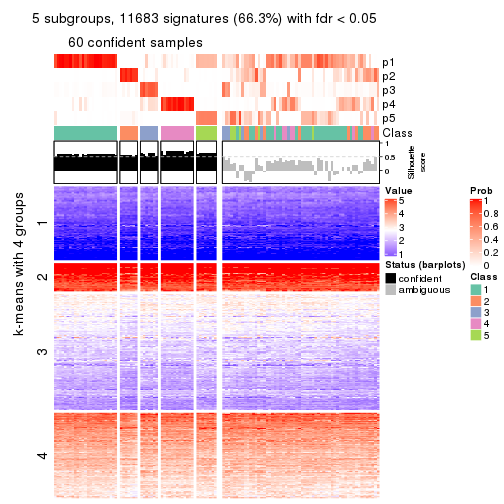 5 subgroups, 11683 signatures (66.3%) with fdr < 0.05
60 confident samples
p1
p2
p3
p4
p5
Class
1
0.5
0
Silhouette
score
k-means with 4 groups
1
2
3
4
Value
5
4
3
2
1
Status (barplots)
confident
ambiguous
Prob
1
0.8
0.6
0.4
0.2
0
Class
1
2
3
4
5